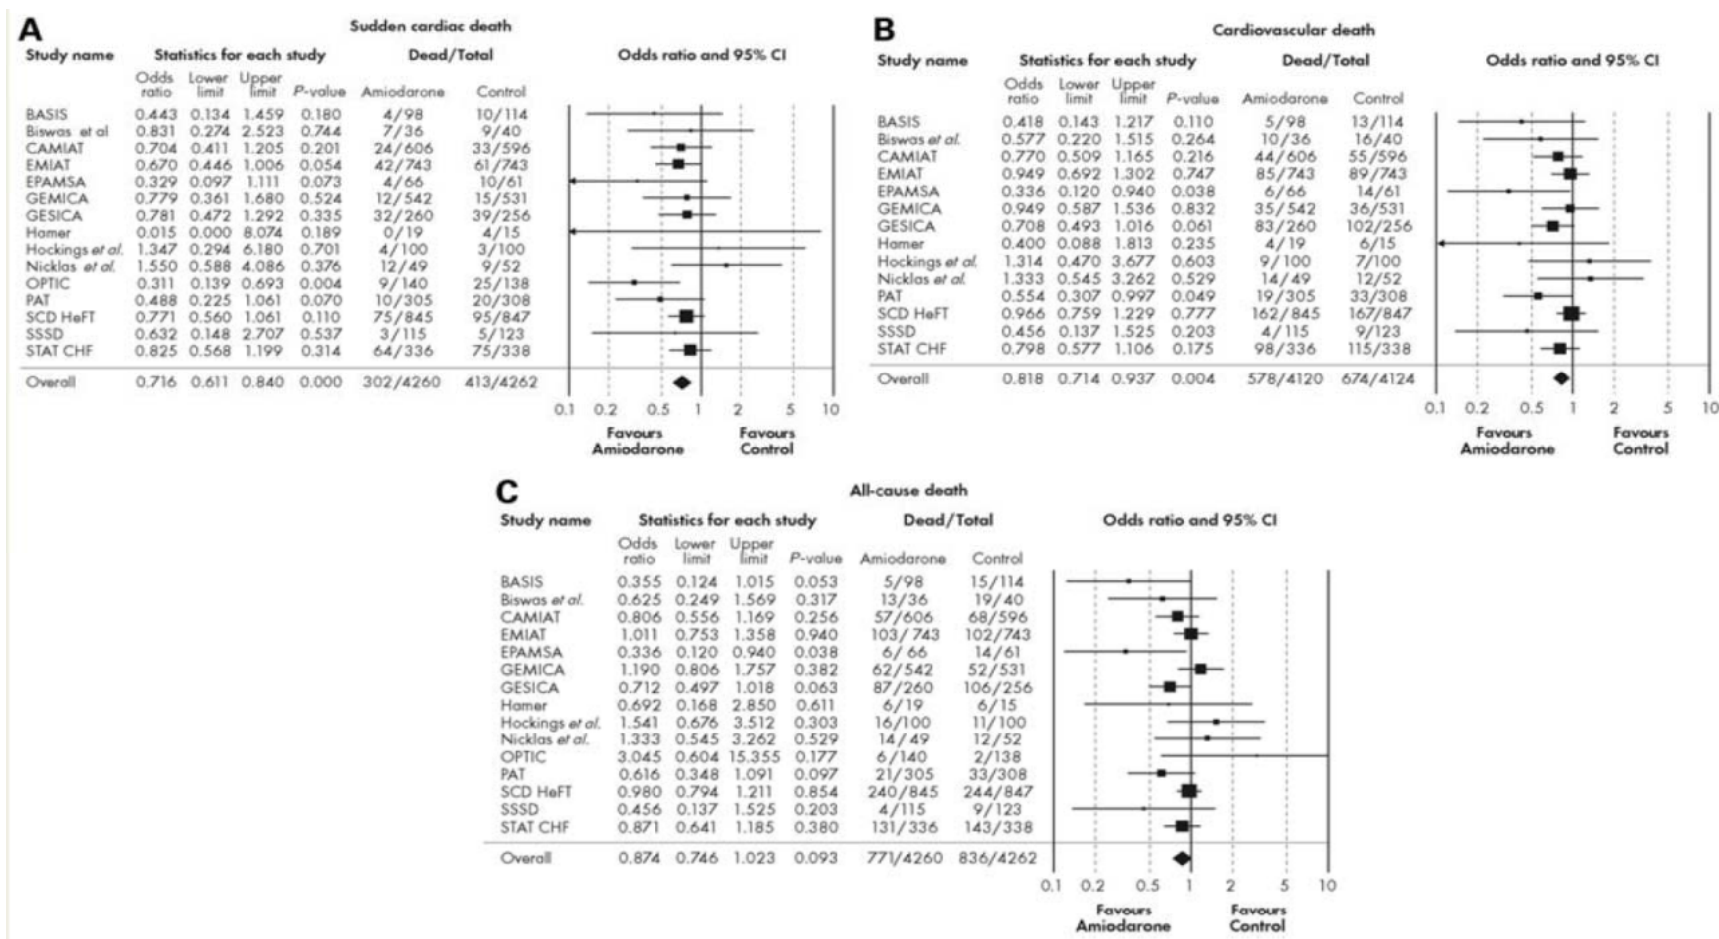 A
Sudden cardiac death
Study name Statistics for each study Dead/Total Odds ratio and 95% CI
Odds ratio Lower limit Upper limit P-value Amiodarone Control
BASIS 0.443 0.134 1.459 0.180 4/98 10/114
Biswas et al 0.831 0.274 2.523 0.744 7/36 9/40
CAMIAT 0.704 0.411 1.205 0.201 24/606 33/596
EMIAT 0.670 0.446 1.006 0.054 42/743 61/743
EPAMSA 0.329 0.097 1.111 0.073 4/66 10/61
GEMICA 0.779 0.361 1.680 0.524 12/542 15/531
GESICA 0.781 0.472 1.292 0.335 32/260 39/256
Hamer 0.015 0.000 8.074 0.189 0/19 4/15
Hockings et al. 1.347 0.294 6.180 0.701 4/100 3/100
Nicklas et al. 1.550 0.588 4.086 0.376 12/49 9/52
OPTIC 0.311 0.139 0.693 0.004 9/140 25/138
PAT 0.488 0.225 1.061 0.070 10/305 20/308
SCD HeFT 0.771 0.560 1.061 0.110 75/845 95/847
SSSD 0.632 0.148 2.707 0.537 3/115 5/123
STAT CHF 0.825 0.568 1.199 0.314 64/336 75/338
Overall 0.716 0.611 0.840 0.000 302/4260 413/4262
0.1 0.2 0.5 1 2 5 10
Favours Amiodarone Favours Control
B
Cardiovascular death
Study name Statistics for each study Dead/Total Odds ratio and 95% CI
Odds ratio Lower limit Upper limit P-value Amiodarone Control
BASIS 0.418 0.143 1.217 0.110 5/98 13/114
Biswas et al. 0.577 0.220 1.515 0.264 10/36 16/40
CAMIAT 0.770 0.509 1.165 0.216 44/606 55/596
EMIAT 0.949 0.692 1.302 0.747 85/743 89/743
EPAMSA 0.336 0.120 0.940 0.038 6/66 14/61
GEMICA 0.949 0.587 1.536 0.832 35/542 36/531
GESICA 0.708 0.493 1.016 0.061 83/260 102/256
Hamer 0.400 0.088 1.813 0.235 4/19 6/15
Hockings et al. 1.314 0.470 3.677 0.603 9/100 7/100
Nicklas et al. 1.333 0.545 3.262 0.529 14/49 12/52
PAT 0.554 0.307 0.997 0.049 19/305 33/308
SCD HeFT 0.966 0.759 1.229 0.777 162/845 167/847
SSSD 0.456 0.137 1.525 0.203 4/115 9/123
STAT CHF 0.798 0.577 1.106 0.175 98/336 115/338
Overall 0.818 0.714 0.937 0.004 578/4120 674/4124
0.1 0.2 0.5 1 2 5 10
Favours Amiodarone Favours Control
C
All-cause death
Study name Statistics for each study Dead/Total Odds ratio and 95% CI
Odds ratio Lower limit Upper limit P-value Amiodarone Control
BASIS 0.355 0.124 1.015 0.053 5/98 15/114
Biswas et al. 0.625 0.249 1.569 0.317 13/36 19/40
CAMIAT 0.806 0.556 1.169 0.256 57/606 68/596
EMIAT 1.011 0.753 1.358 0.940 103/743 102/743
EPAMSA 0.336 0.120 0.940 0.038 6/66 14/61
GEMICA 1.190 0.806 1.757 0.382 62/542 52/531
GESICA 0.712 0.497 1.018 0.063 87/260 106/256
Hamer 0.692 0.168 2.850 0.611 6/19 6/15
Hockings et al. 1.541 0.676 3.512 0.303 16/100 11/100
Nicklas et al. 1.333 0.545 3.262 0.529 14/49 12/52
OPTIC 3.045 0.604 15.355 0.177 6/140 2/138
PAT 0.616 0.348 1.091 0.097 21/305 33/308
SCD HeFT 0.980 0.794 1.211 0.854 240/845 244/847
SSSD 0.456 0.137 1.525 0.203 4/115 9/123
STAT CHF 0.871 0.641 1.185 0.380 131/336 143/338
Overall 0.874 0.746 1.023 0.093 771/4260 836/4262
0.1 0.2 0.5 1 2 5 10
Favours Amiodarone Favours Control